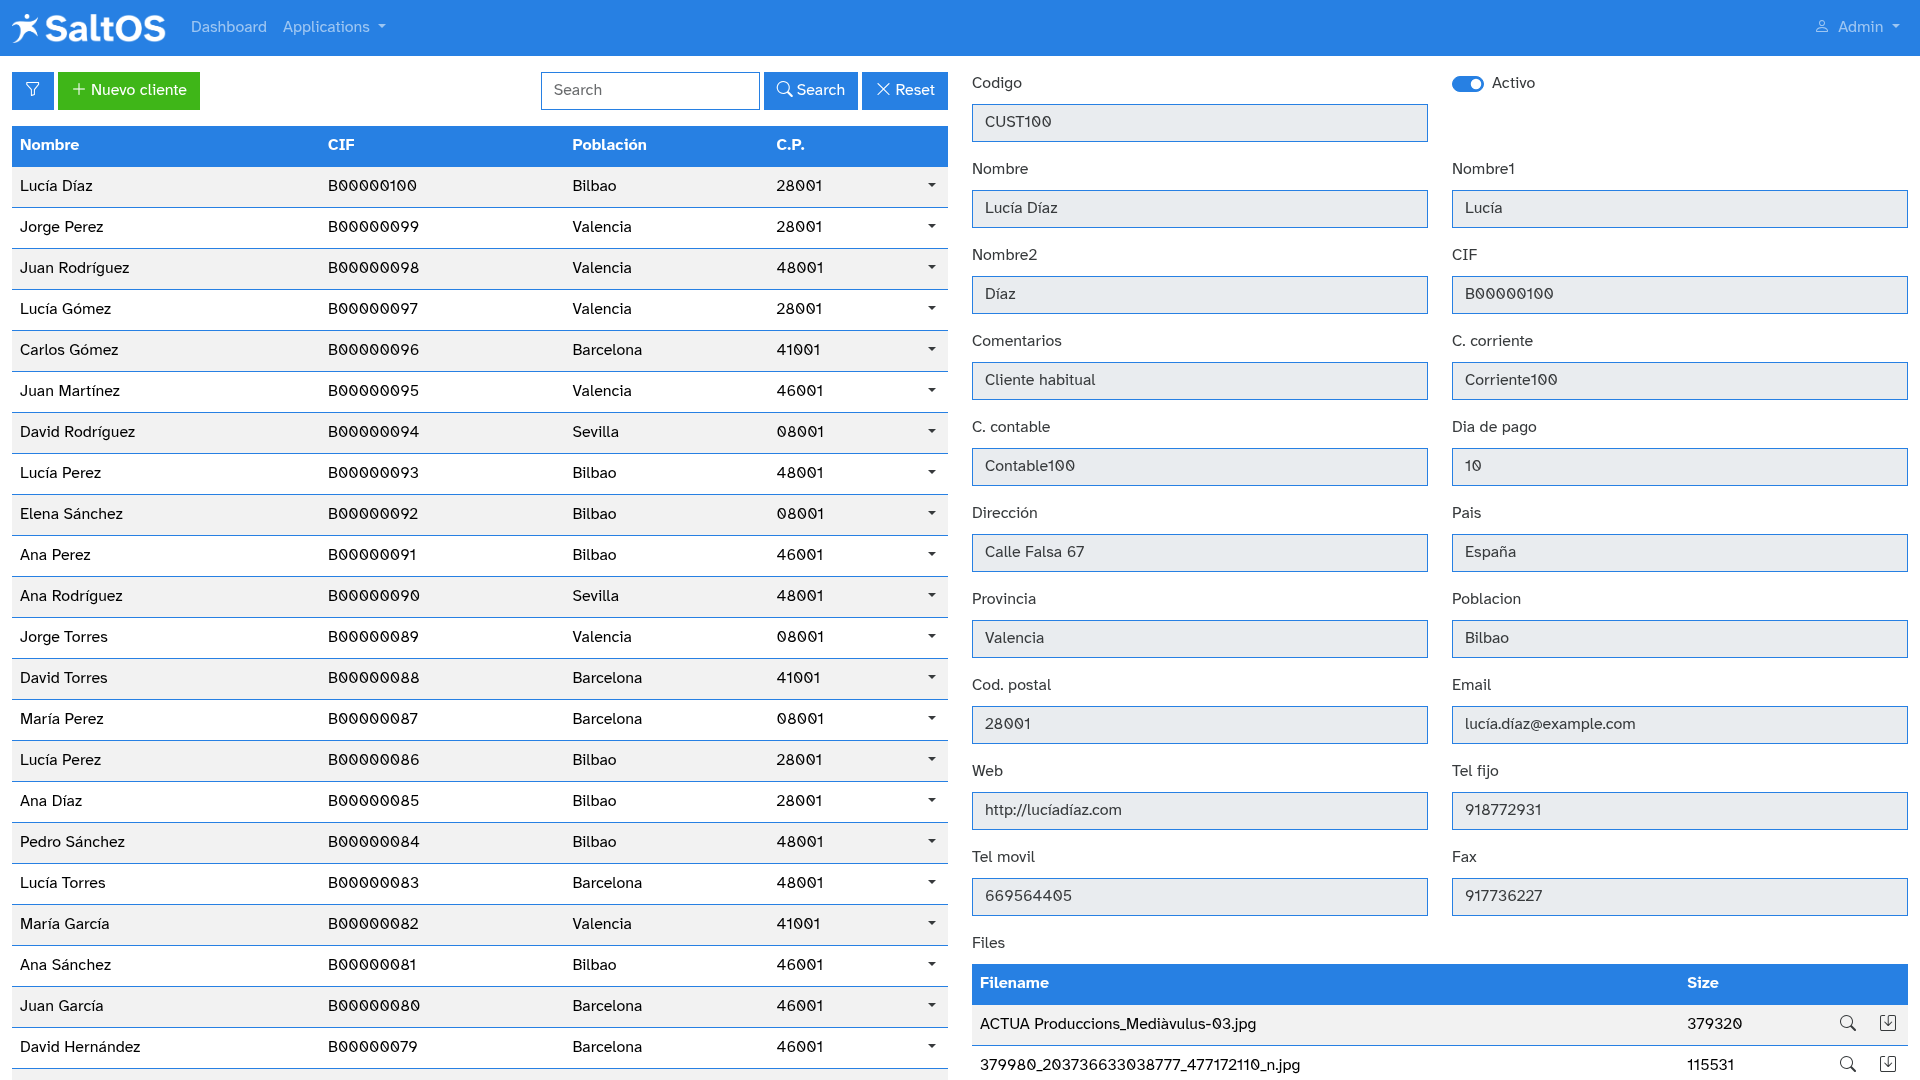 SaltOS Dashboard Applications Admin
Nuevo cliente Search Search Reset
Nombre CIF Población C.P.
Lucía Díaz B00000100 Bilbao 28001
Jorge Perez B00000099 Valencia 28001
Juan Rodríguez B00000098 Valencia 48001
Lucía Gómez B00000097 Valencia 28001
Carlos Gómez B00000096 Barcelona 41001
Juan Martínez B00000095 Valencia 46001
David Rodríguez B00000094 Sevilla 08001
Lucía Perez B00000093 Bilbao 48001
Elena Sánchez B00000092 Bilbao 08001
Ana Perez B00000091 Bilbao 46001
Ana Rodríguez B00000090 Sevilla 48001
Jorge Torres B00000089 Valencia 08001
David Torres B00000088 Barcelona 41001
María Perez B00000087 Barcelona 08001
Lucía Perez B00000086 Bilbao 28001
Ana Díaz B00000085 Bilbao 28001
Pedro Sánchez B00000084 Bilbao 48001
Lucía Torres B00000083 Barcelona 48001
María García B00000082 Valencia 41001
Ana Sánchez B00000081 Bilbao 46001
Juan García B00000080 Barcelona 46001
David Hernández B00000079 Barcelona 46001
Codigo Activo
CUST100
Nombre Nombre1
Lucía Díaz Lucía
Nombre2 CIF
Díaz B00000100
Comentarios C. corriente
Cliente habitual Corriente100
C. contable Dia de pago
Contable100 10
Dirección Pais
Calle Falsa 67 España
Provincia Poblacion
Valencia Bilbao
Cod. postal Email
28001 lucía.díaz@example.com
Web Tel fijo
http://lucíadíaz.com 918772931
Tel movil Fax
669564405 917736227
Files
Filename Size
ACTUA Produccions_Mediàvulus-03.jpg 379320
379980_203736633038777_477172110_n.jpg 115531